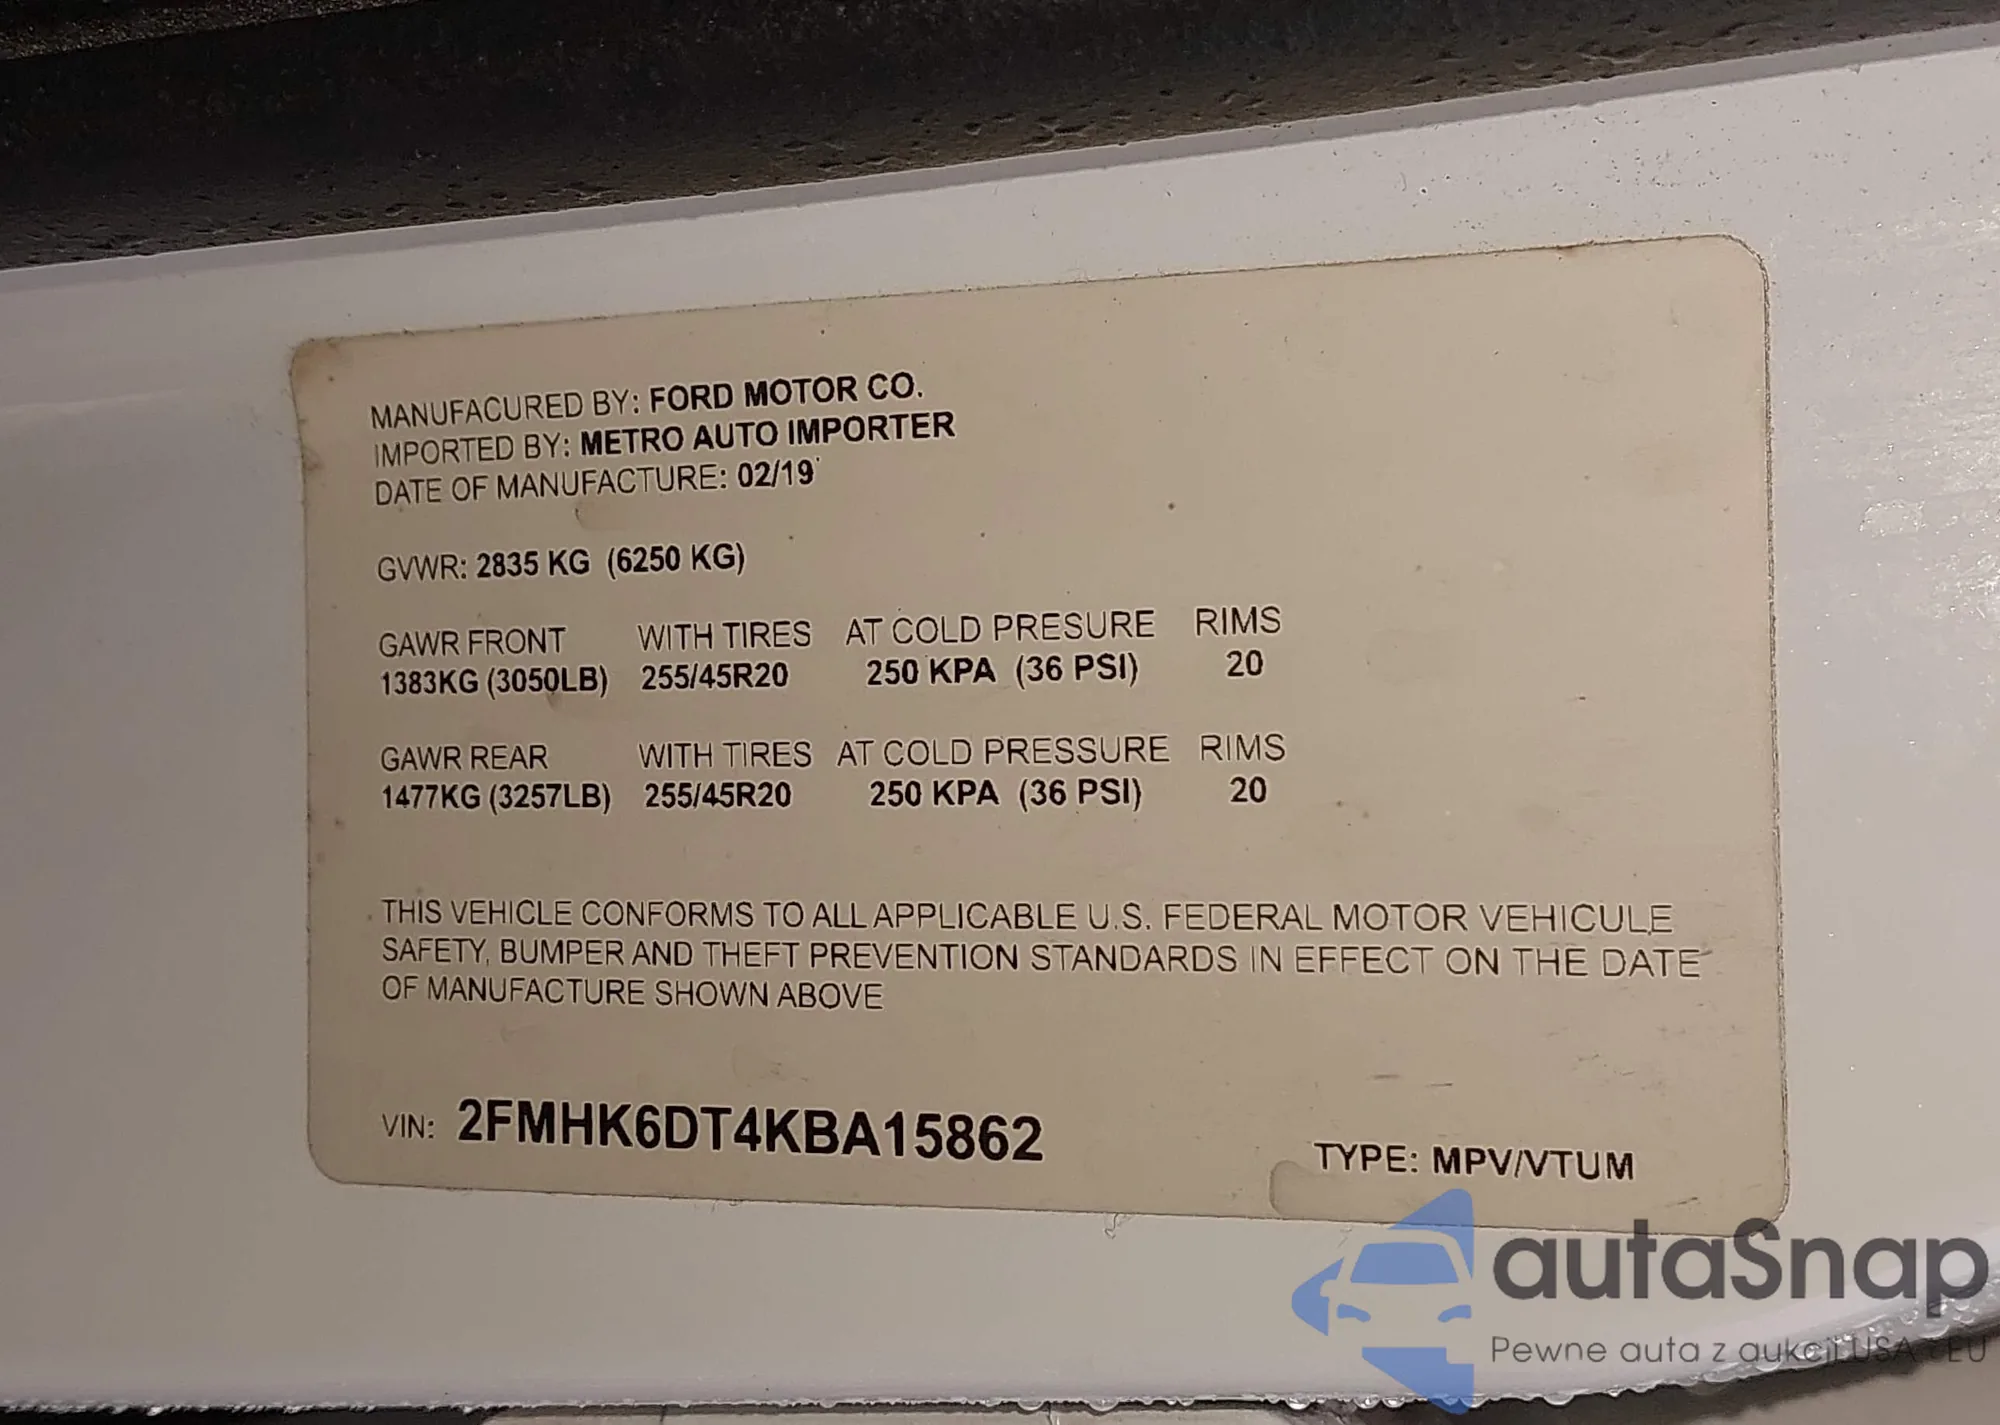 MANUFACURED BY: FORD MOTOR CO.
IMPORTED BY: METRO AUTO IMPORTER
DATE OF MANUFACTURE: 02/19
GVWR: 2835 KG (6250 KG)
GAWR FRONT WITH TIRES AT COLD PRESURE RIMS
1383KG (3050LB) 255/45R20 250 KPA (36 PSI) 20
GAWR REAR WITH TIRES AT COLD PRESSURE RIMS
1477KG (3257LB) 255/45R20 250 KPA (36 PSI) 20
THIS VEHICLE CONFORMS TO ALL APPLICABLE U.S. FEDERAL MOTOR VEHICULE
SAFETY, BUMPER AND THEFT PREVENTION STANDARDS IN EFFECT ON THE DATE
OF MANUFACTURE SHOWN ABOVE
VIN: 2FMHK6DT4KBA15862
TYPE: MPV/VTUM
autaSnap
Pewne auta z aukcji USA i EU